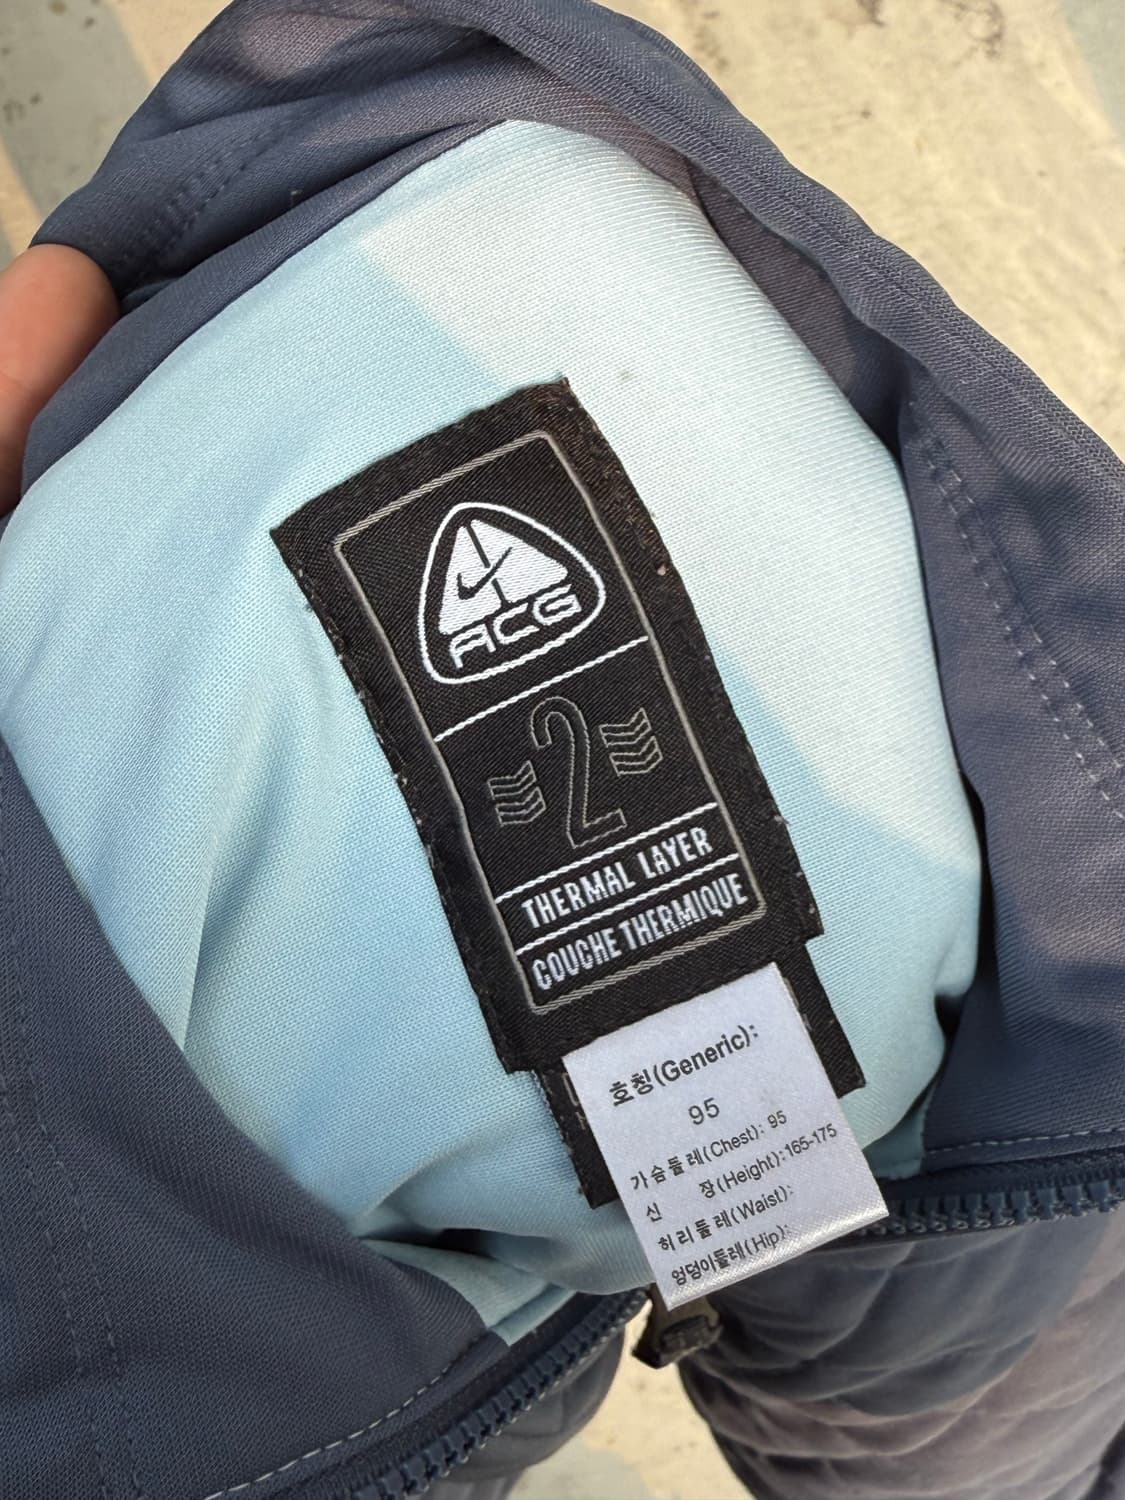 ACG
2
THERMAL LAYER
COUCHE THERMIQUE
호칭(Generic):
95
가슴둘레(Chest): 95
신 장(Height):165-175
허리둘레(Waist):
엉덩이둘레(Hip):